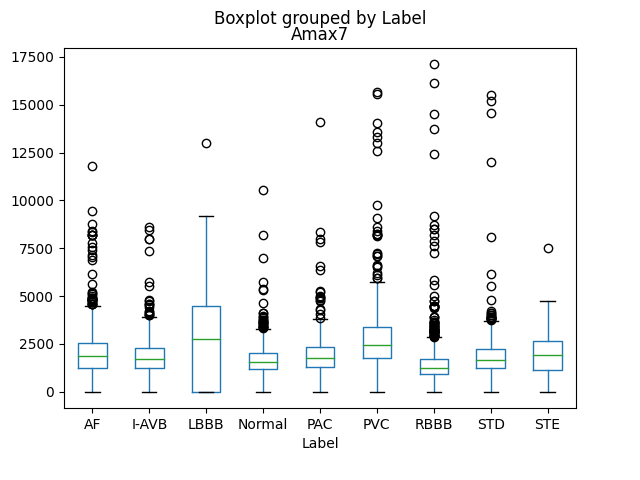 Boxplot grouped by Label
Amax7
17500
15000
12500
10000
7500
5000
2500
0
AF I-AVB LBBB Normal PAC PVC RBBB STD STE
Label